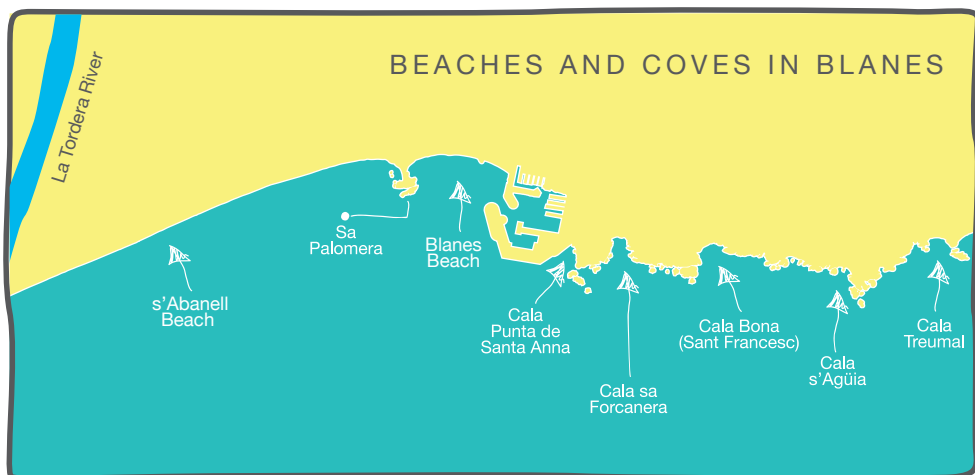 BEACHES AND COVES IN BLANES
La Tordera River
s'Abanell
Beach
Sa
Palomera
Blanes
Beach
Cala
Punta de
Santa Anna
Cala sa
Forcanera
Cala Bona
(Sant Francesc)
Cala
s'Agüia
Cala
Treumal